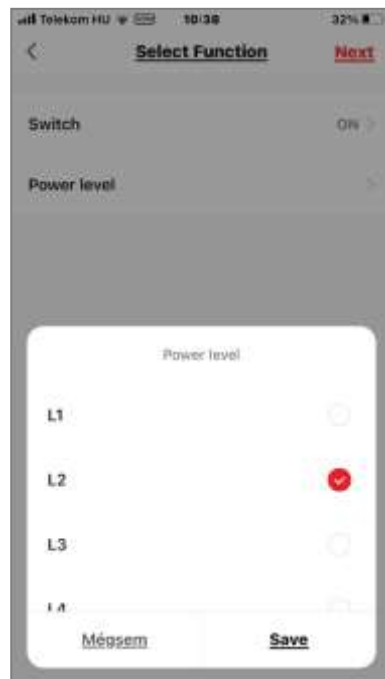 Telekom HU 10:38 32%
Select Function Next
Switch ON
Power level
Power level
L1
L2
L3
L4
Mégsem Save